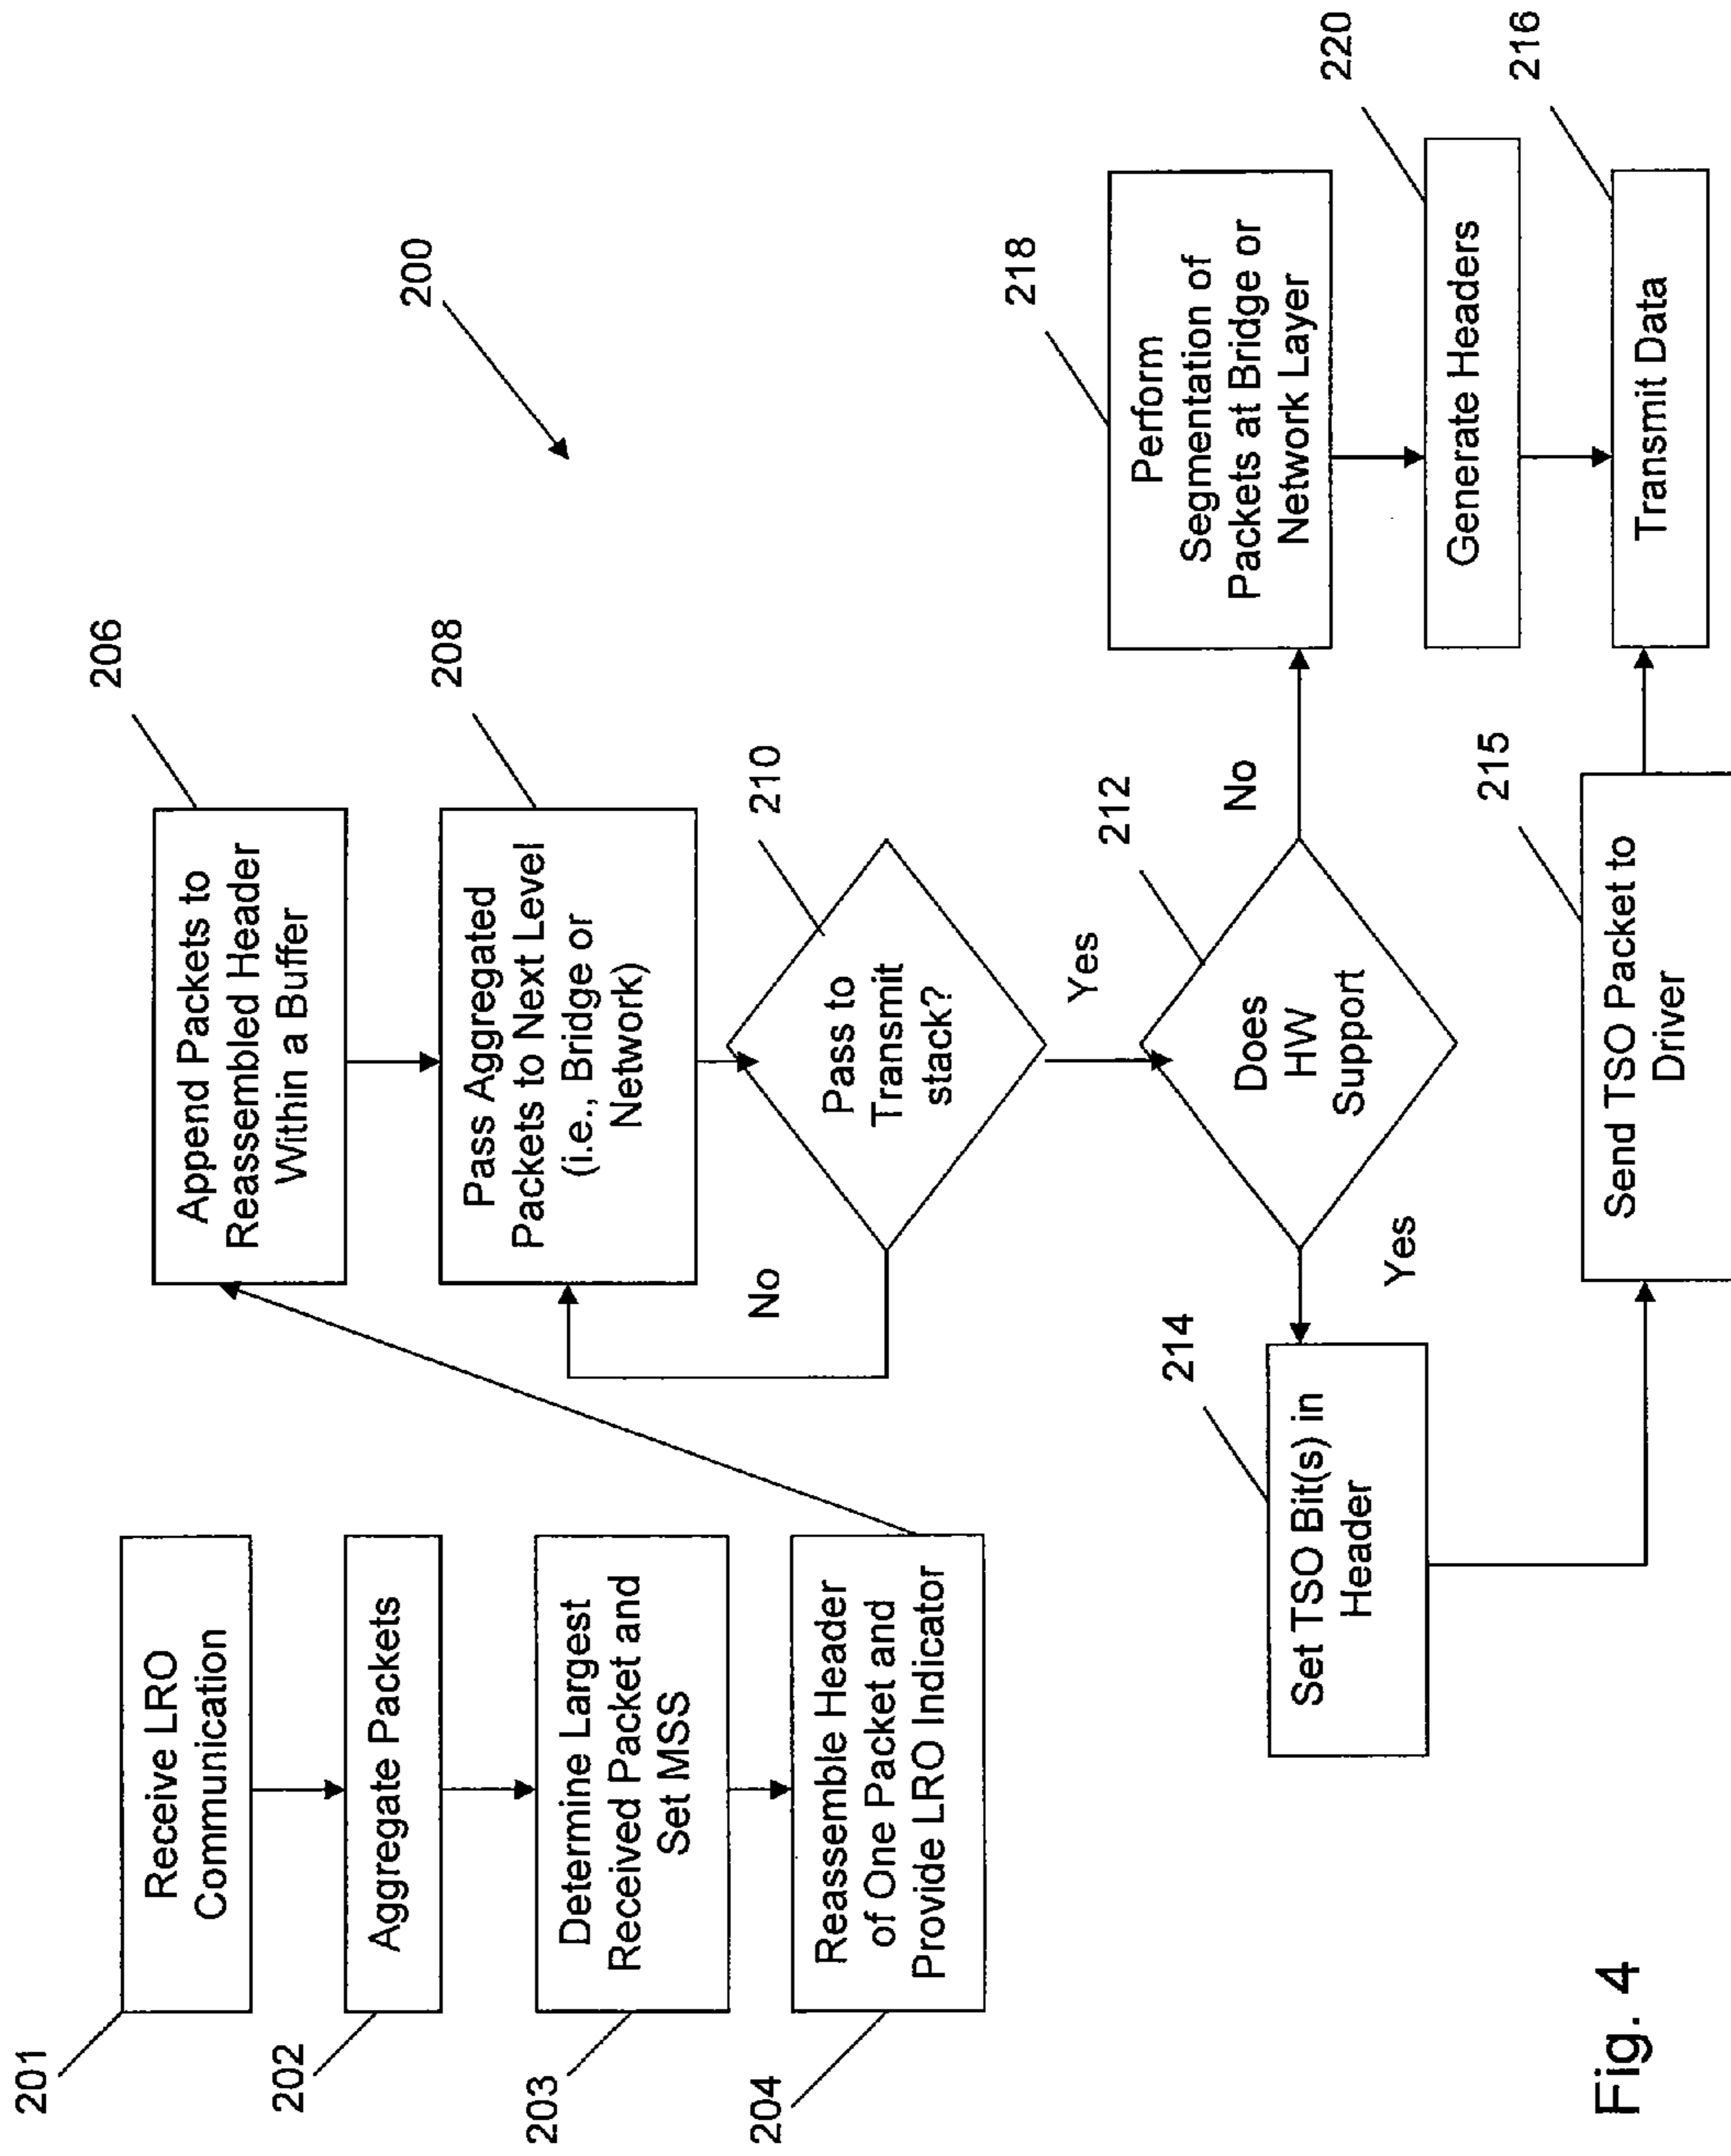 200
201
Receive LRO
Communication
202
Aggregate Packets
203
Determine Largest
Received Packet and
Set MSS
204
Reassemble Header
of One Packet and
Provide LRO Indicator
206
Append Packets to
Reassembled Header
Within a Buffer
208
Pass Aggregated
Packets to Next Level
(i.e., Bridge or
Network)
210
Pass to
Transmit
stack?
No
Yes
212
Does
HW
Support
No
Yes
214
Set TSO Bit(s) in
Header
215
Send TSO Packet to
Driver
218
Perform
Segmentation of
Packets at Bridge or
Network Layer
220
Generate Headers
216
Transmit Data
Fig. 4